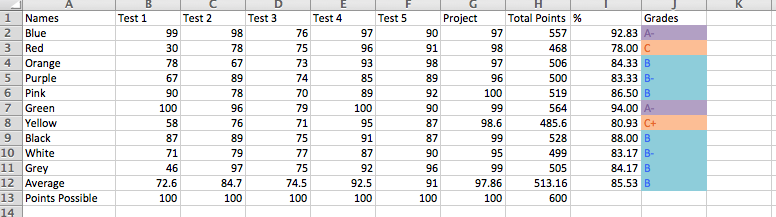 A B C D E F G H I J K
1 Names Test 1 Test 2 Test 3 Test 4 Test 5 Project Total Points % Grades
2 Blue 99 98 76 97 90 97 557 92.83 A-
3 Red 30 78 75 96 91 98 468 78.00 C
4 Orange 78 67 73 93 98 97 506 84.33 B
5 Purple 67 89 74 85 89 96 500 83.33 B-
6 Pink 90 78 70 89 92 100 519 86.50 B
7 Green 100 96 79 100 90 99 564 94.00 A-
8 Yellow 58 76 71 95 87 98.6 485.6 80.93 C+
9 Black 87 89 75 91 87 99 528 88.00 B
10 White 71 79 77 87 90 95 499 83.17 B-
11 Grey 46 97 75 92 96 99 505 84.17 B
12 Average 72.6 84.7 74.5 92.5 91 97.86 513.16 85.53 B
13 Points Possible 100 100 100 100 100 100 600
14